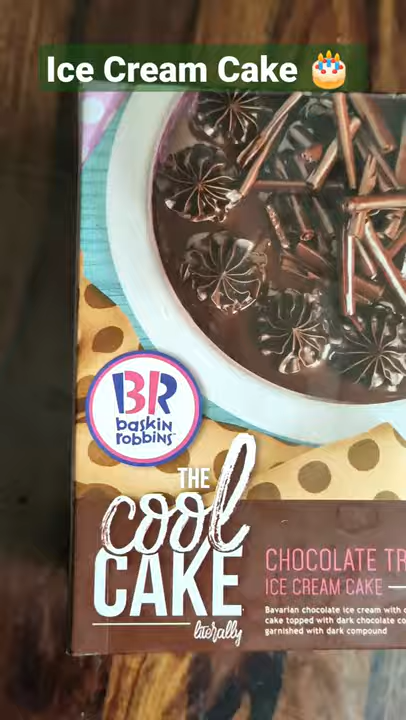 Ice Cream Cake 🎂
BR
baskin
robbins
THE
cool
CAKE
literally
CHOCOLATE TR
ICE CREAM CAKE
Bavarian chocolate ice cream with c
cake topped with dark chocolate co
garnished with dark compound